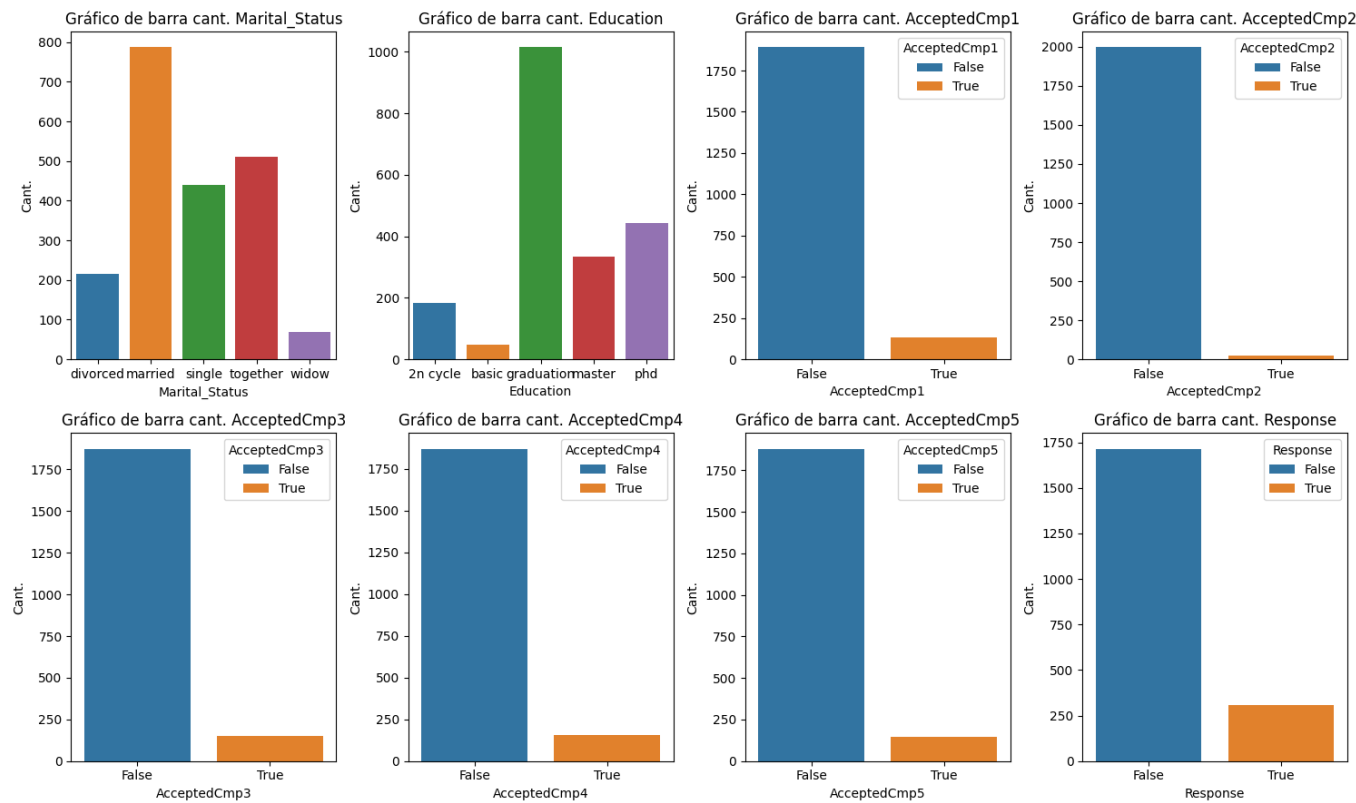 Gráfico de barra cant. Marital_Status
800
700
600
500
400
300
200
100
0
Cant.
divorced married single together widow
Marital_Status
Gráfico de barra cant. Education
1000
800
600
400
200
0
Cant.
2n cycle basic graduation master phd
Education
Gráfico de barra cant. AcceptedCmp1
AcceptedCmp1
False
True
1750
1500
1250
1000
750
500
250
0
Cant.
False True
AcceptedCmp1
Gráfico de barra cant. AcceptedCmp2
AcceptedCmp2
False
True
2000
1750
1500
1250
1000
750
500
250
0
Cant.
False True
AcceptedCmp2
Gráfico de barra cant. AcceptedCmp3
AcceptedCmp3
False
True
1750
1500
1250
1000
750
500
250
0
Cant.
False True
AcceptedCmp3
Gráfico de barra cant. AcceptedCmp4
AcceptedCmp4
False
True
1750
1500
1250
1000
750
500
250
0
Cant.
False True
AcceptedCmp4
Gráfico de barra cant. AcceptedCmp5
AcceptedCmp5
False
True
1750
1500
1250
1000
750
500
250
0
Cant.
False True
AcceptedCmp5
Gráfico de barra cant. Response
Response
False
True
1750
1500
1250
1000
750
500
250
0
Cant.
False True
Response